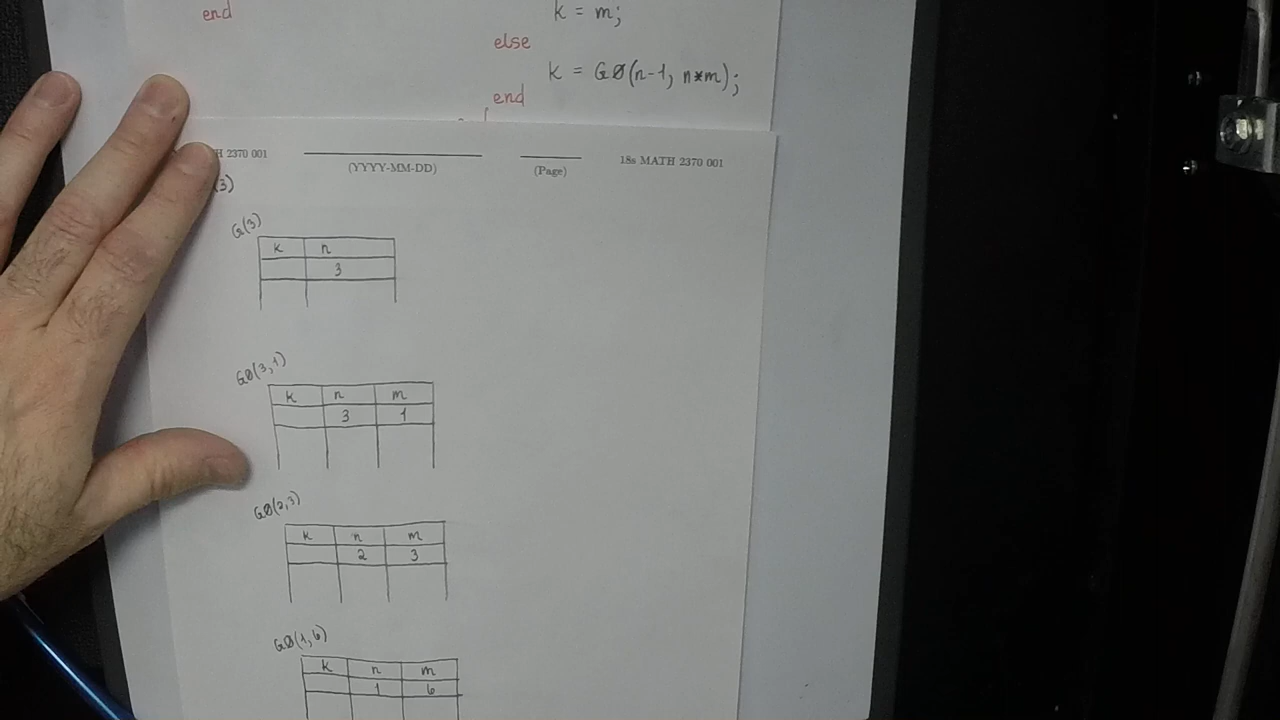 end
k = m;
else
k = GØ(n-1, n*m);
end
H 2370 001
(YYYY-MM-DD)
(Page)
18s MATH 2370 001
(3)
G(3)
k n
3
GØ(3,1)
k n m
3 1
GØ(2,3)
k n m
2 3
GØ(1,6)
k n m
1 6